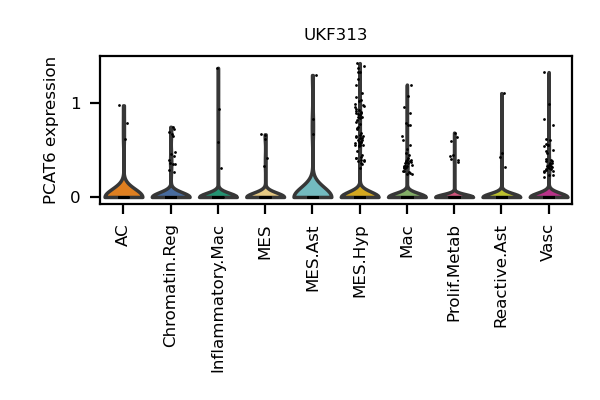 UKF313
PCAT6 expression
1
0
AC
Chromatin.Reg
Inflammatory.Mac
MES
MES.Ast
MES.Hyp
Mac
Prolif.Metab
Reactive.Ast
Vasc